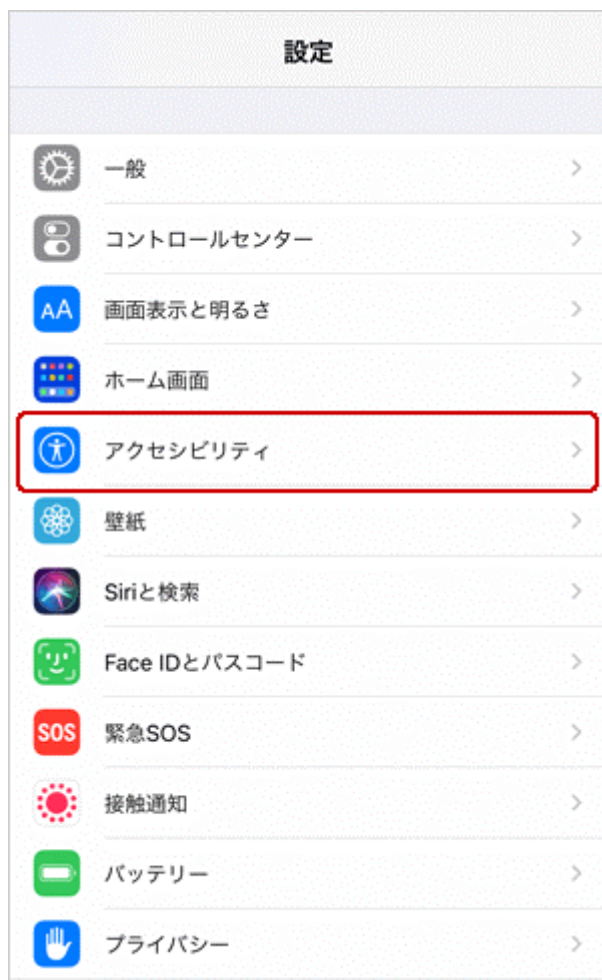 設定
一般
コントロールセンター
AA 画面表示と明るさ
ホーム画面
アクセシビリティ
壁紙
Siriと検索
Face IDとパスコード
SOS 緊急SOS
接触通知
バッテリー
プライバシー